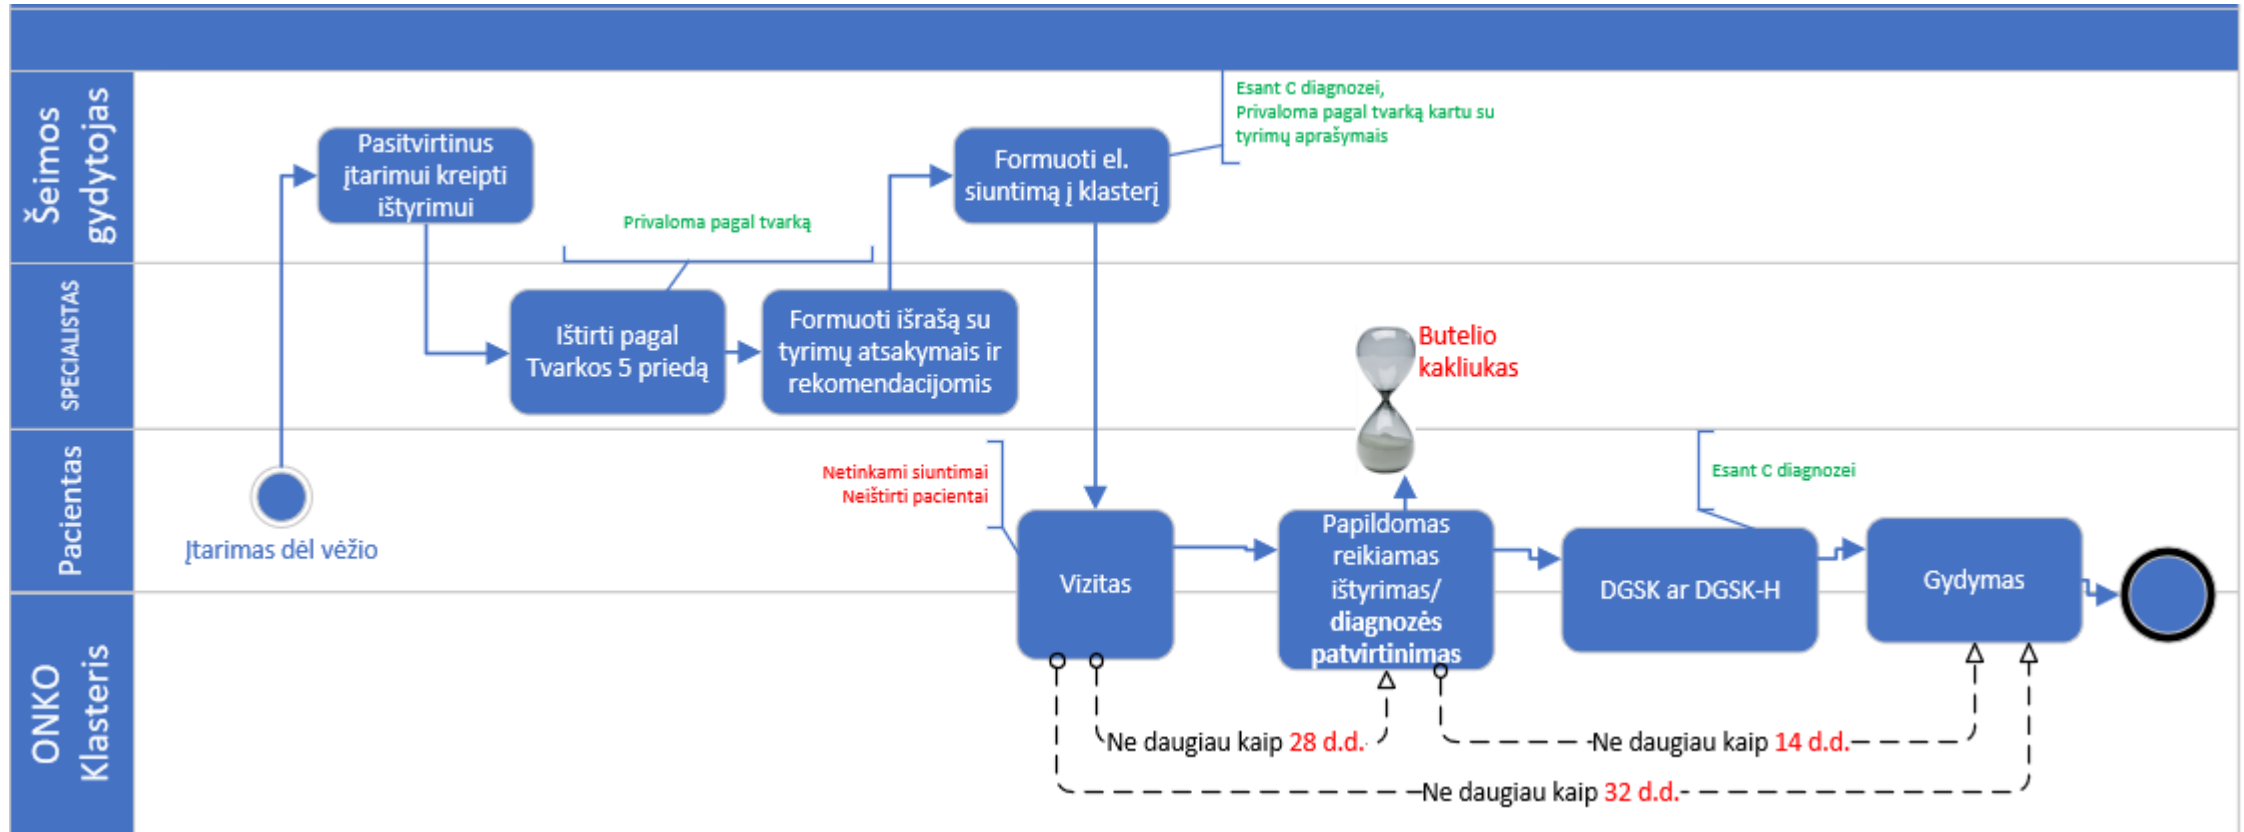 Šeimos
gydytojas
Pasitvirtinus
įtarimui kreipti
ištyrimui
Formuoti el.
siuntimą į klasterį
Esant C diagnozei,
Privaloma pagal tvarką kartu su
tyrimų aprašymais
Privaloma pagal tvarką
SPECIALISTAS
Ištirti pagal
Tvarkos 5 priedą
Formuoti išrašą su
tyrimų atsakymais ir
rekomendacijomis
Butelio
kakliukas
Pacientas
Įtarimas dėl vėžio
Netinkami siuntimai
Neištirti pacientai
Esant C diagnozei
Vizitas
Papildomas
reikiamas
ištyrimas/
diagnozės
patvirtinimas
DGSK ar DGSK-H
Gydymas
ONKO
Klasteris
Ne daugiau kaip 28 d.d.
Ne daugiau kaip 14 d.d.
Ne daugiau kaip 32 d.d.